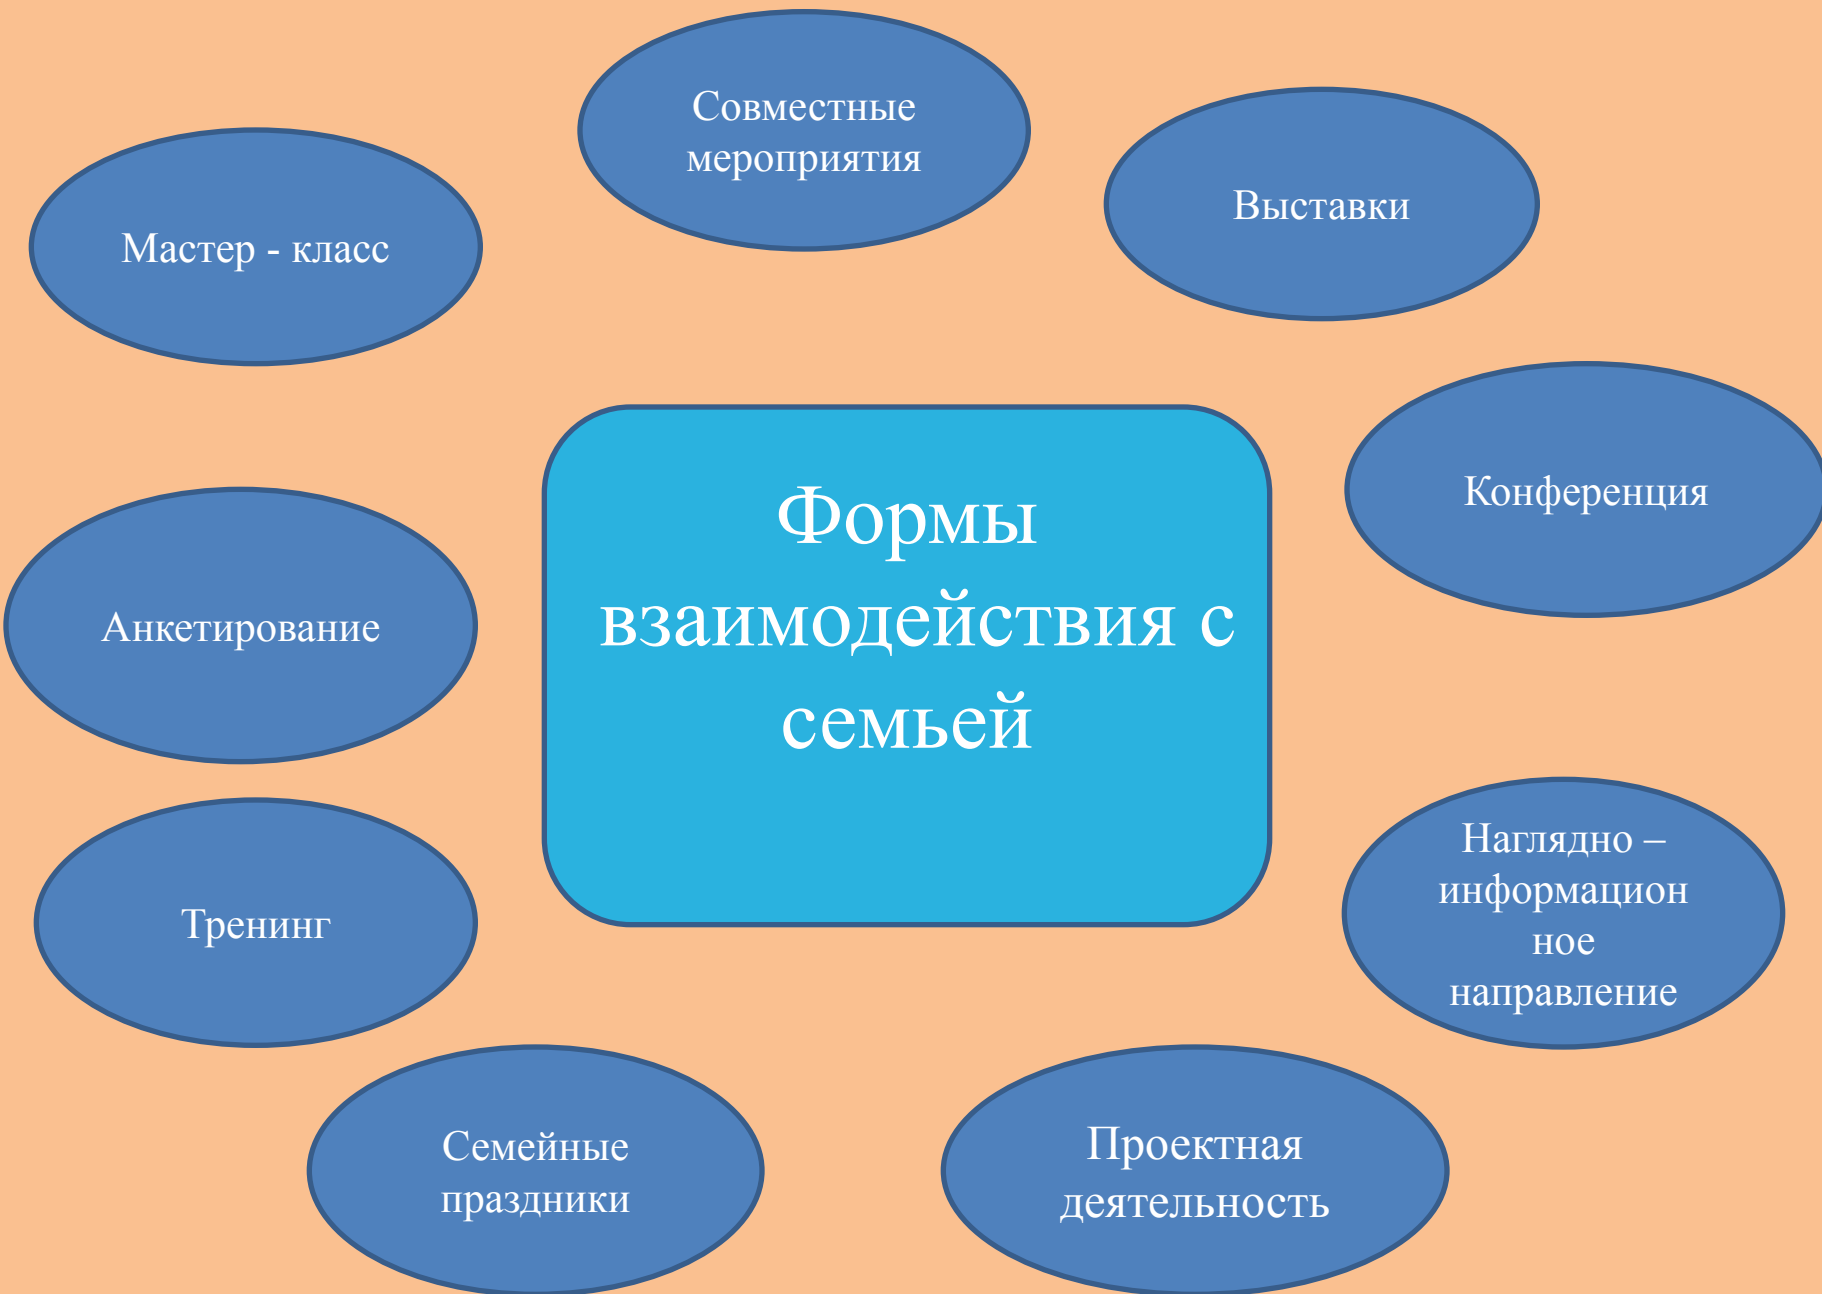 Совместные
мероприятия
Выставки
Мастер - класс
Конференция
Формы
взаимодействия с
семьей
Анкетирование
Наглядно –
информацион
ное
направление
Тренинг
Семейные
праздники
Проектная
деятельность